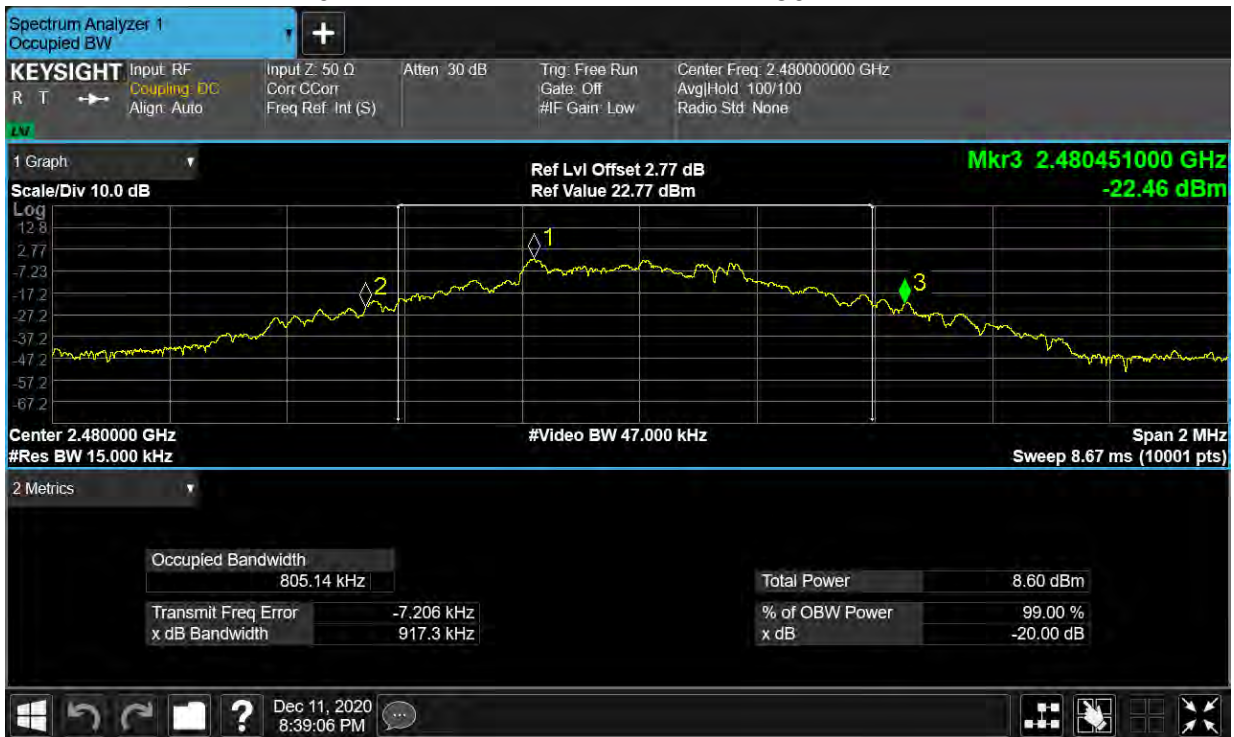 Spectrum Analyzer 1
Occupied BW
+
KEYSIGHT
R T
Input: RF
Coupling: DC
Align: Auto
Input Z: 50 Ω
Corr CCorr
Freq Ref: Int (S)
Atten: 30 dB
Trig: Free Run
Gate: Off
#IF Gain: Low
Center Freq: 2.480000000 GHz
Avg|Hold: 100/100
Radio Std: None
1 Graph
Scale/Div 10.0 dB
Ref Lvl Offset 2.77 dB
Ref Value 22.77 dBm
Mkr3 2.480451000 GHz
-22.46 dBm
Log
12.8
2.77
-7.23
-17.2
-27.2
-37.2
-47.2
-57.2
-67.2
1
2
3
Center 2.480000 GHz
#Video BW 47.000 kHz
Span 2 MHz
#Res BW 15.000 kHz
Sweep 8.67 ms (10001 pts)
2 Metrics
Occupied Bandwidth
805.14 kHz
Total Power 8.60 dBm
Transmit Freq Error -7.206 kHz
% of OBW Power 99.00 %
x dB Bandwidth 917.3 kHz
x dB -20.00 dB
?
Dec 11, 2020
8:39:06 PM